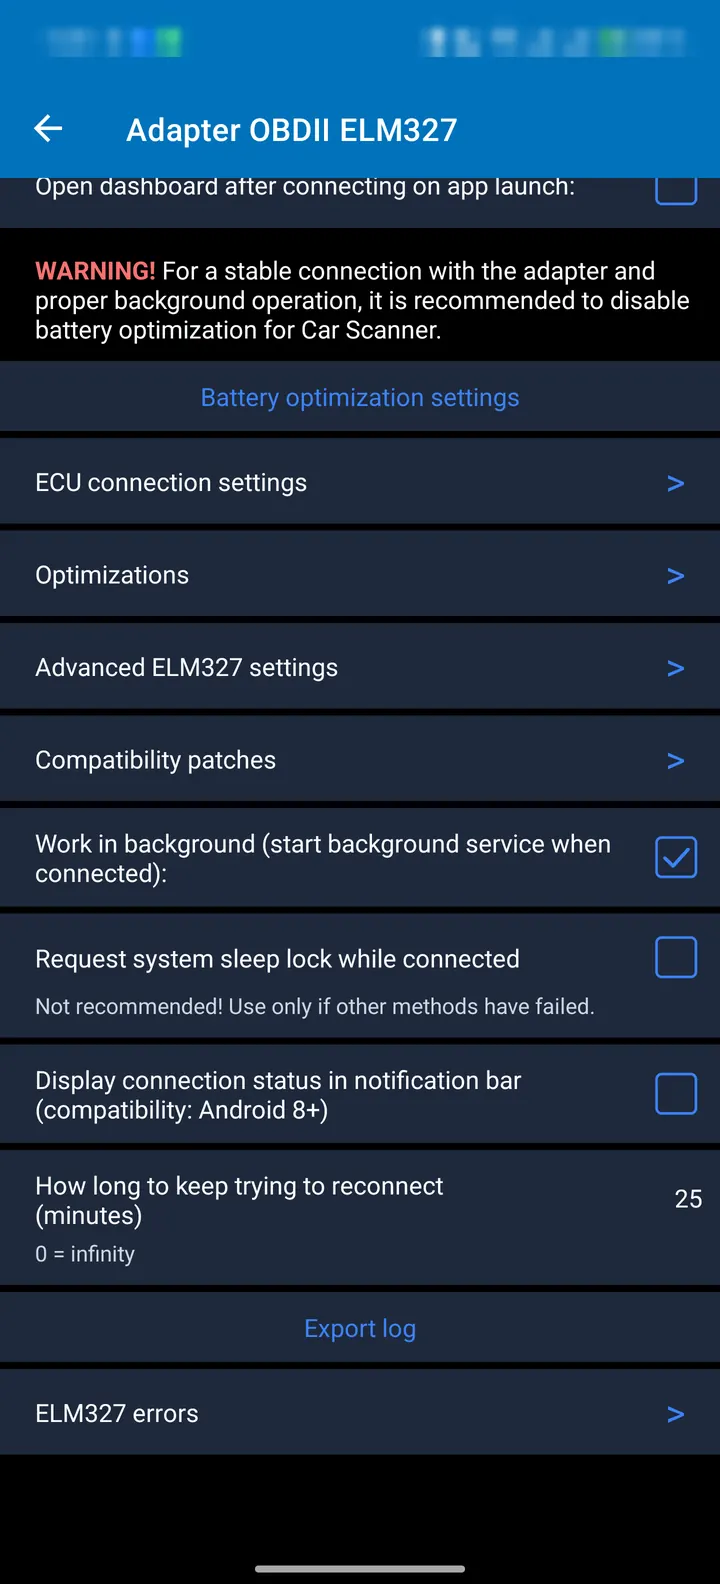 Adapter OBDII ELM327
Open dashboard after connecting on app launch:
WARNING! For a stable connection with the adapter and
proper background operation, it is recommended to disable
battery optimization for Car Scanner.
Battery optimization settings
ECU connection settings
>
Optimizations
>
Advanced ELM327 settings
>
Compatibility patches
>
Work in background (start background service when
connected):
Request system sleep lock while connected
Not recommended! Use only if other methods have failed.
Display connection status in notification bar
(compatibility: Android 8+)
How long to keep trying to reconnect
(minutes)
25
0 = infinity
Export log
ELM327 errors
>